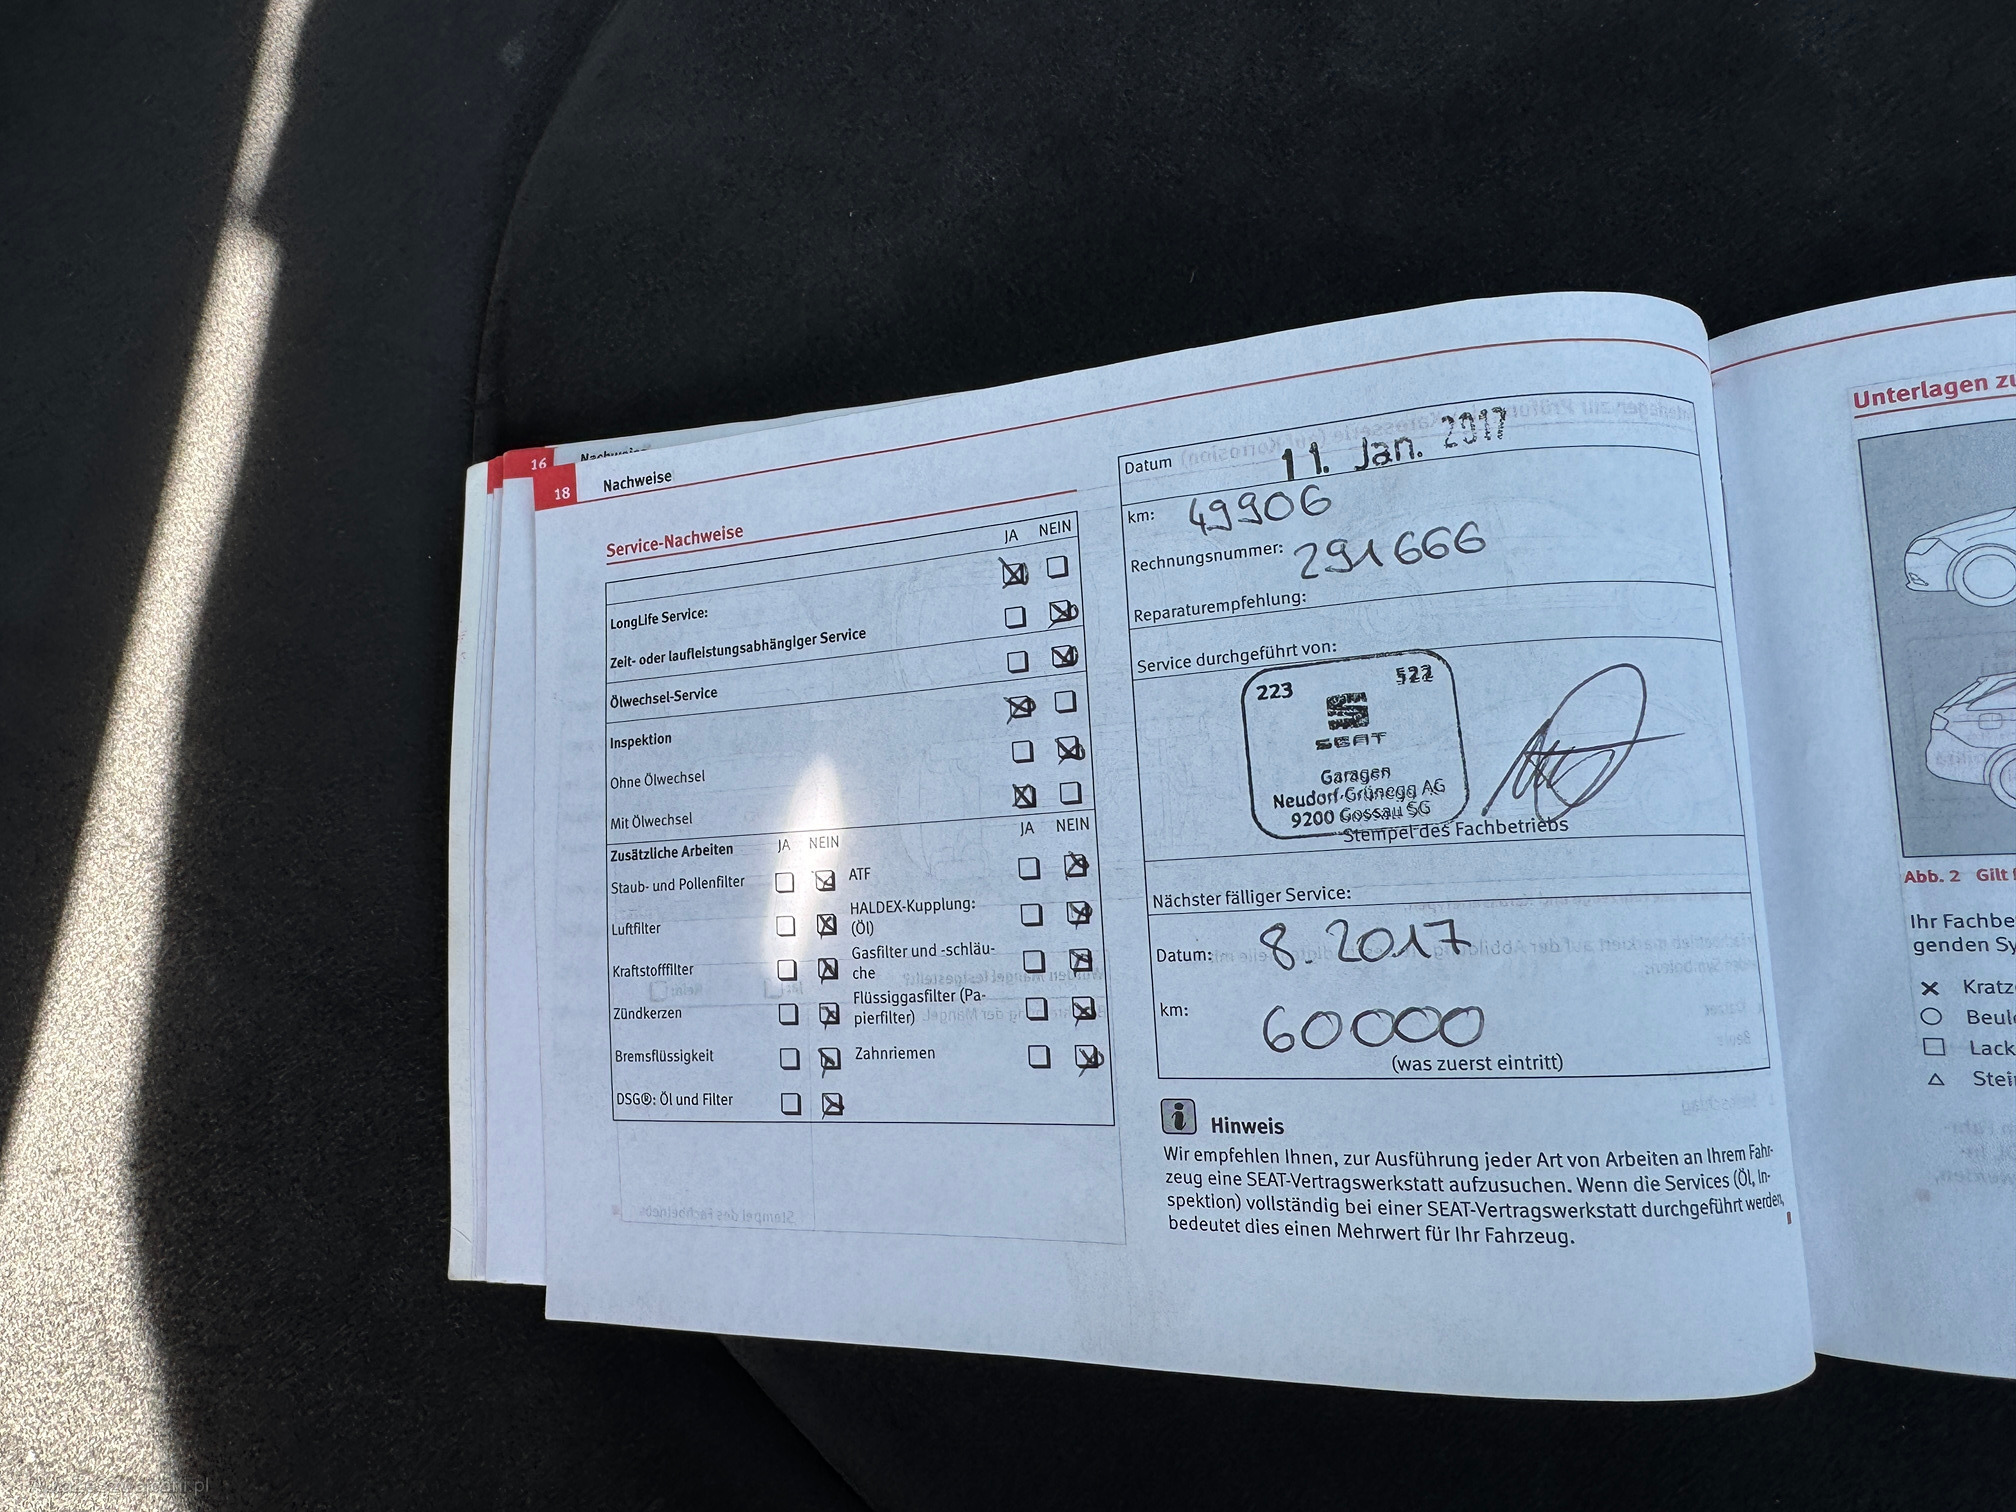 16 Nachweise
18 Nachweise
Service-Nachweise
JA NEIN
LongLife Service:
Zeit- oder laufleistungsabhängiger Service
Ölwechsel-Service
Inspektion
Ohne Ölwechsel
Mit Ölwechsel
Zusätzliche Arbeiten JA NEIN JA NEIN
Staub- und Pollenfilter ATF
Luftfilter HALDEX-Kupplung:
(Öl)
Kraftstofffilter Gasfilter und -schläu-
che
Zündkerzen Flüssiggasfilter (Pa-
pierfilter)
Bremsflüssigkeit Zahnriemen
DSG®: Öl und Filter
Datum 11. Jan. 2017
km: 49906
Rechnungsnummer: 291666
Reparaturempfehlung:
Service durchgeführt von:
223 522
SEAT
Garagen
Neudorf-Grünegg AG
9200 Gossau SG
Stempel des Fachbetriebs
Nächster fälliger Service:
Datum: 8. 2017
km: 60000
(was zuerst eintritt)
Hinweis
Wir empfehlen Ihnen, zur Ausführung jeder Art von Arbeiten an Ihrem Fahr-
zeug eine SEAT-Vertragswerkstatt aufzusuchen. Wenn die Services (Öl, In-
spektion) vollständig bei einer SEAT-Vertragswerkstatt durchgeführt werden,
bedeutet dies einen Mehrwert für Ihr Fahrzeug.
Unterlagen zu
Abb. 2 Gilt f
Ihr Fachbe
genden Sy
Kratze
Beule
Lack
Stei